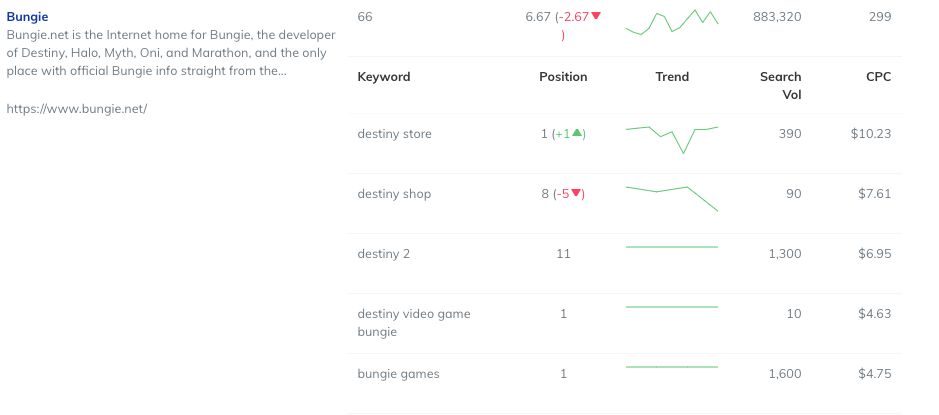 Bungie
Bungie.net is the Internet home for Bungie, the developer
of Destiny, Halo, Myth, Oni, and Marathon, and the only
place with official Bungie info straight from the...
https://www.bungie.net/
66 6.67 (-2.67▼ 883,320 299
)
Keyword Position Trend Search CPC
Vol
destiny store 1 (+1▲) 390 $10.23
destiny shop 8 (-5▼) 90 $7.61
destiny 2 11 1,300 $6.95
destiny video game 1 10 $4.63
bungie
bungie games 1 1,600 $4.75